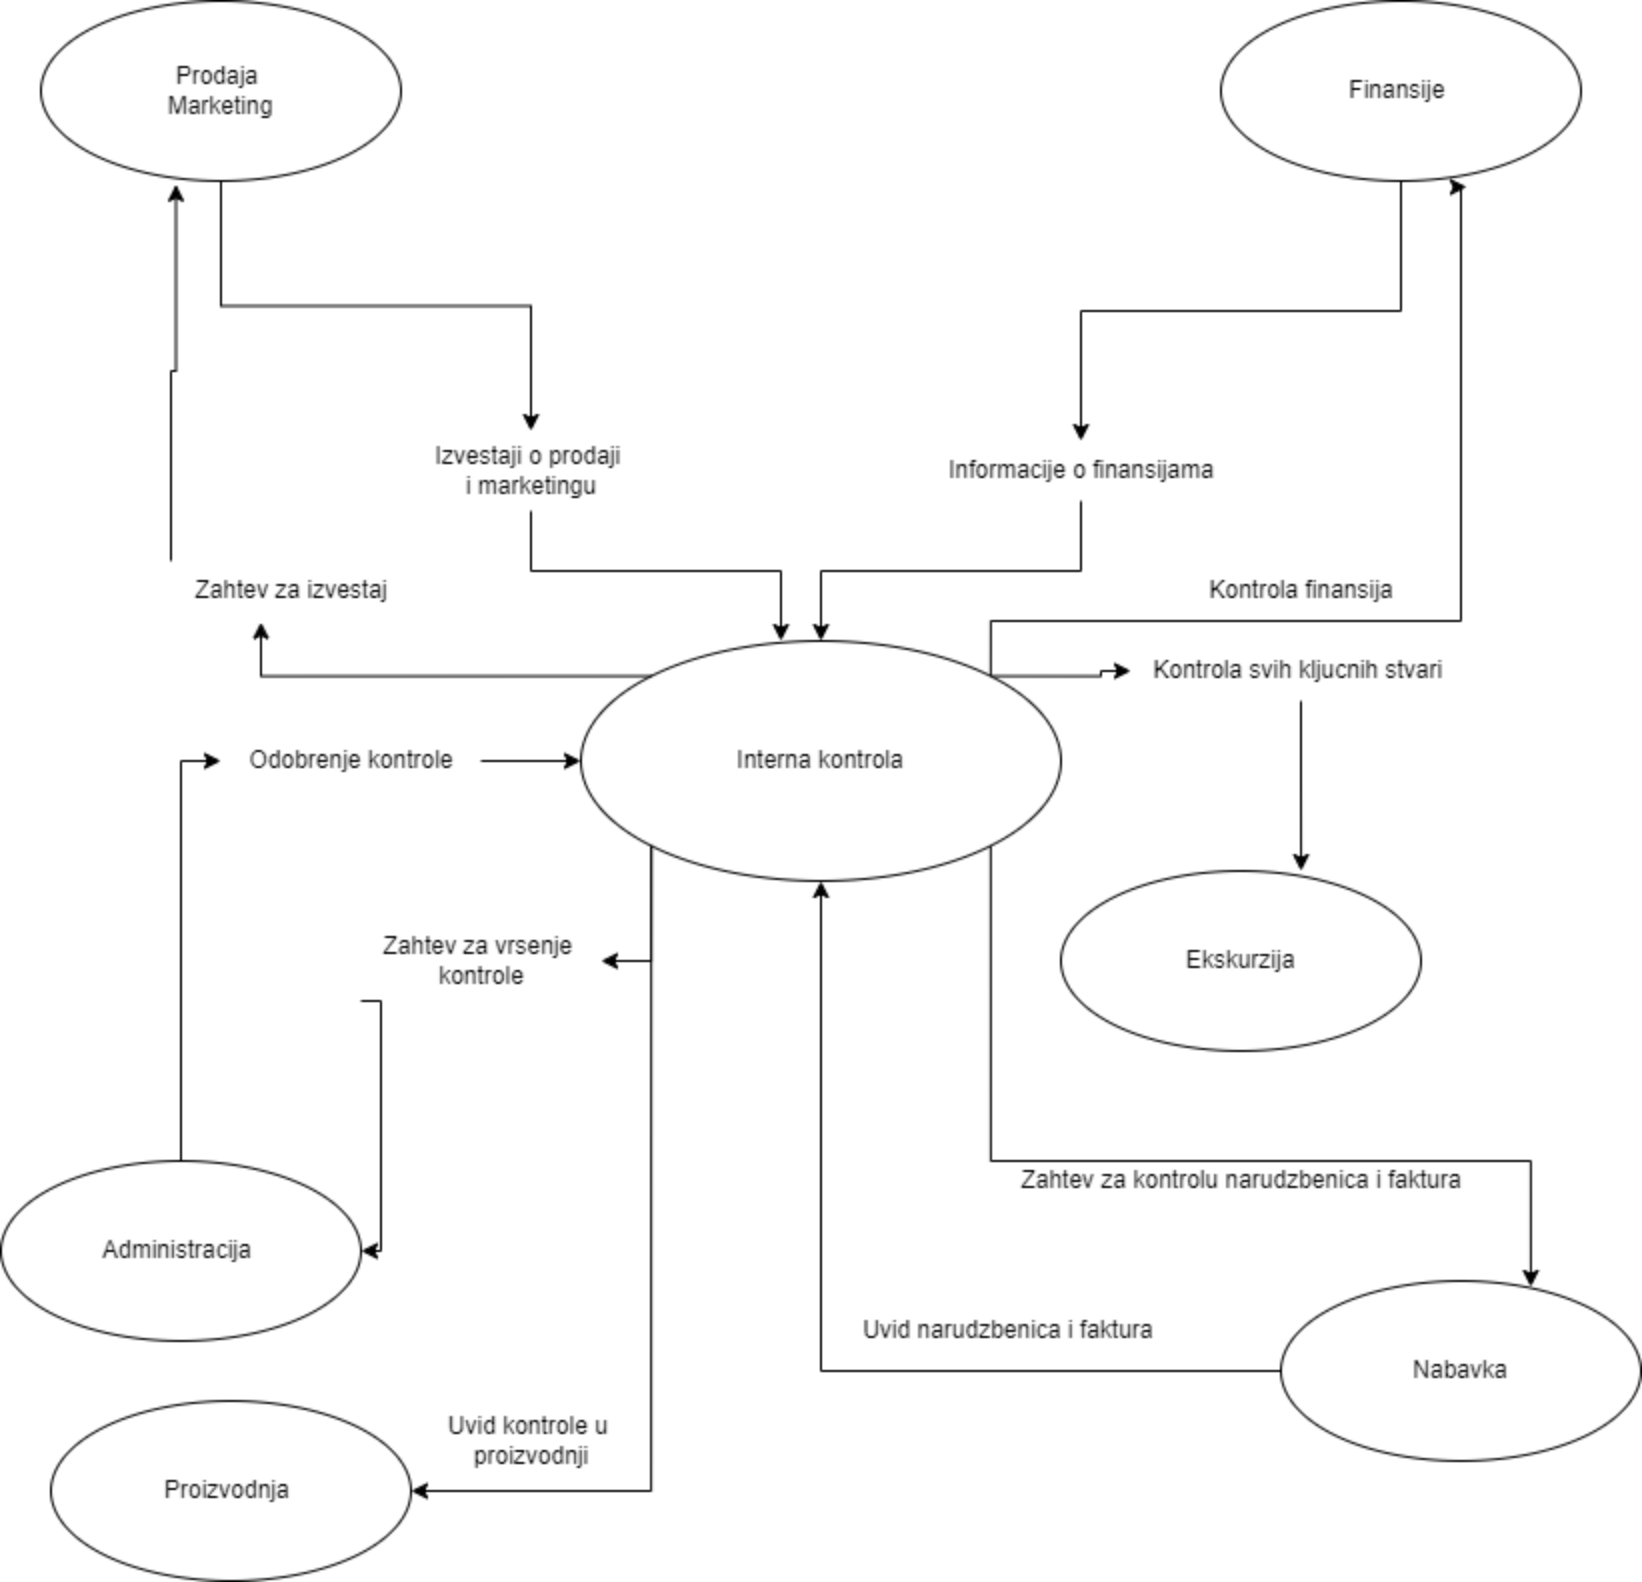 Prodaja
Marketing
Finansije
Izvestaji o prodaji
i marketingu
Informacije o finansijama
Zahtev za izvestaj
Kontrola finansija
Kontrola svih kljucnih stvari
Odobrenje kontrole
Interna kontrola
Zahtev za vrsenje
kontrole
Ekskurzija
Zahtev za kontrolu narudzbenica i faktura
Administracija
Uvid narudzbenica i faktura
Nabavka
Uvid kontrole u
proizvodnji
Proizvodnja